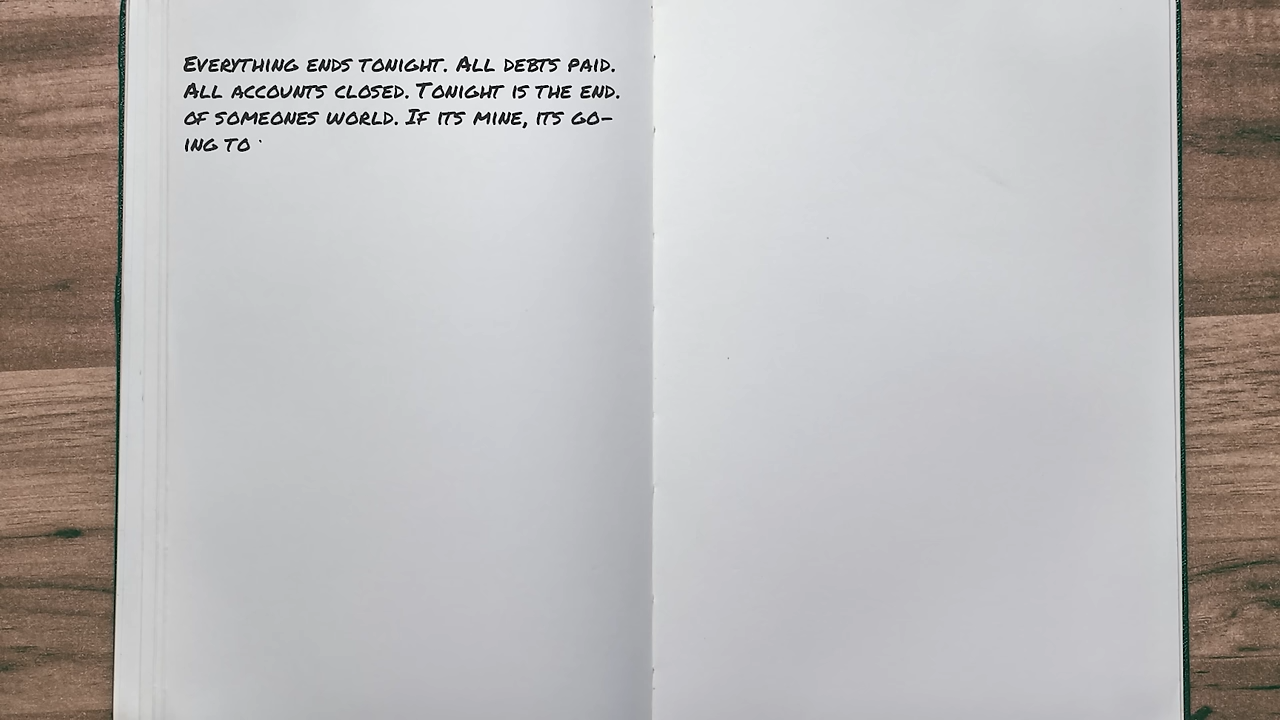 Everything ends tonight. All debts paid.
All accounts closed. Tonight is the end.
of someones world. If its mine, its go-
ing to